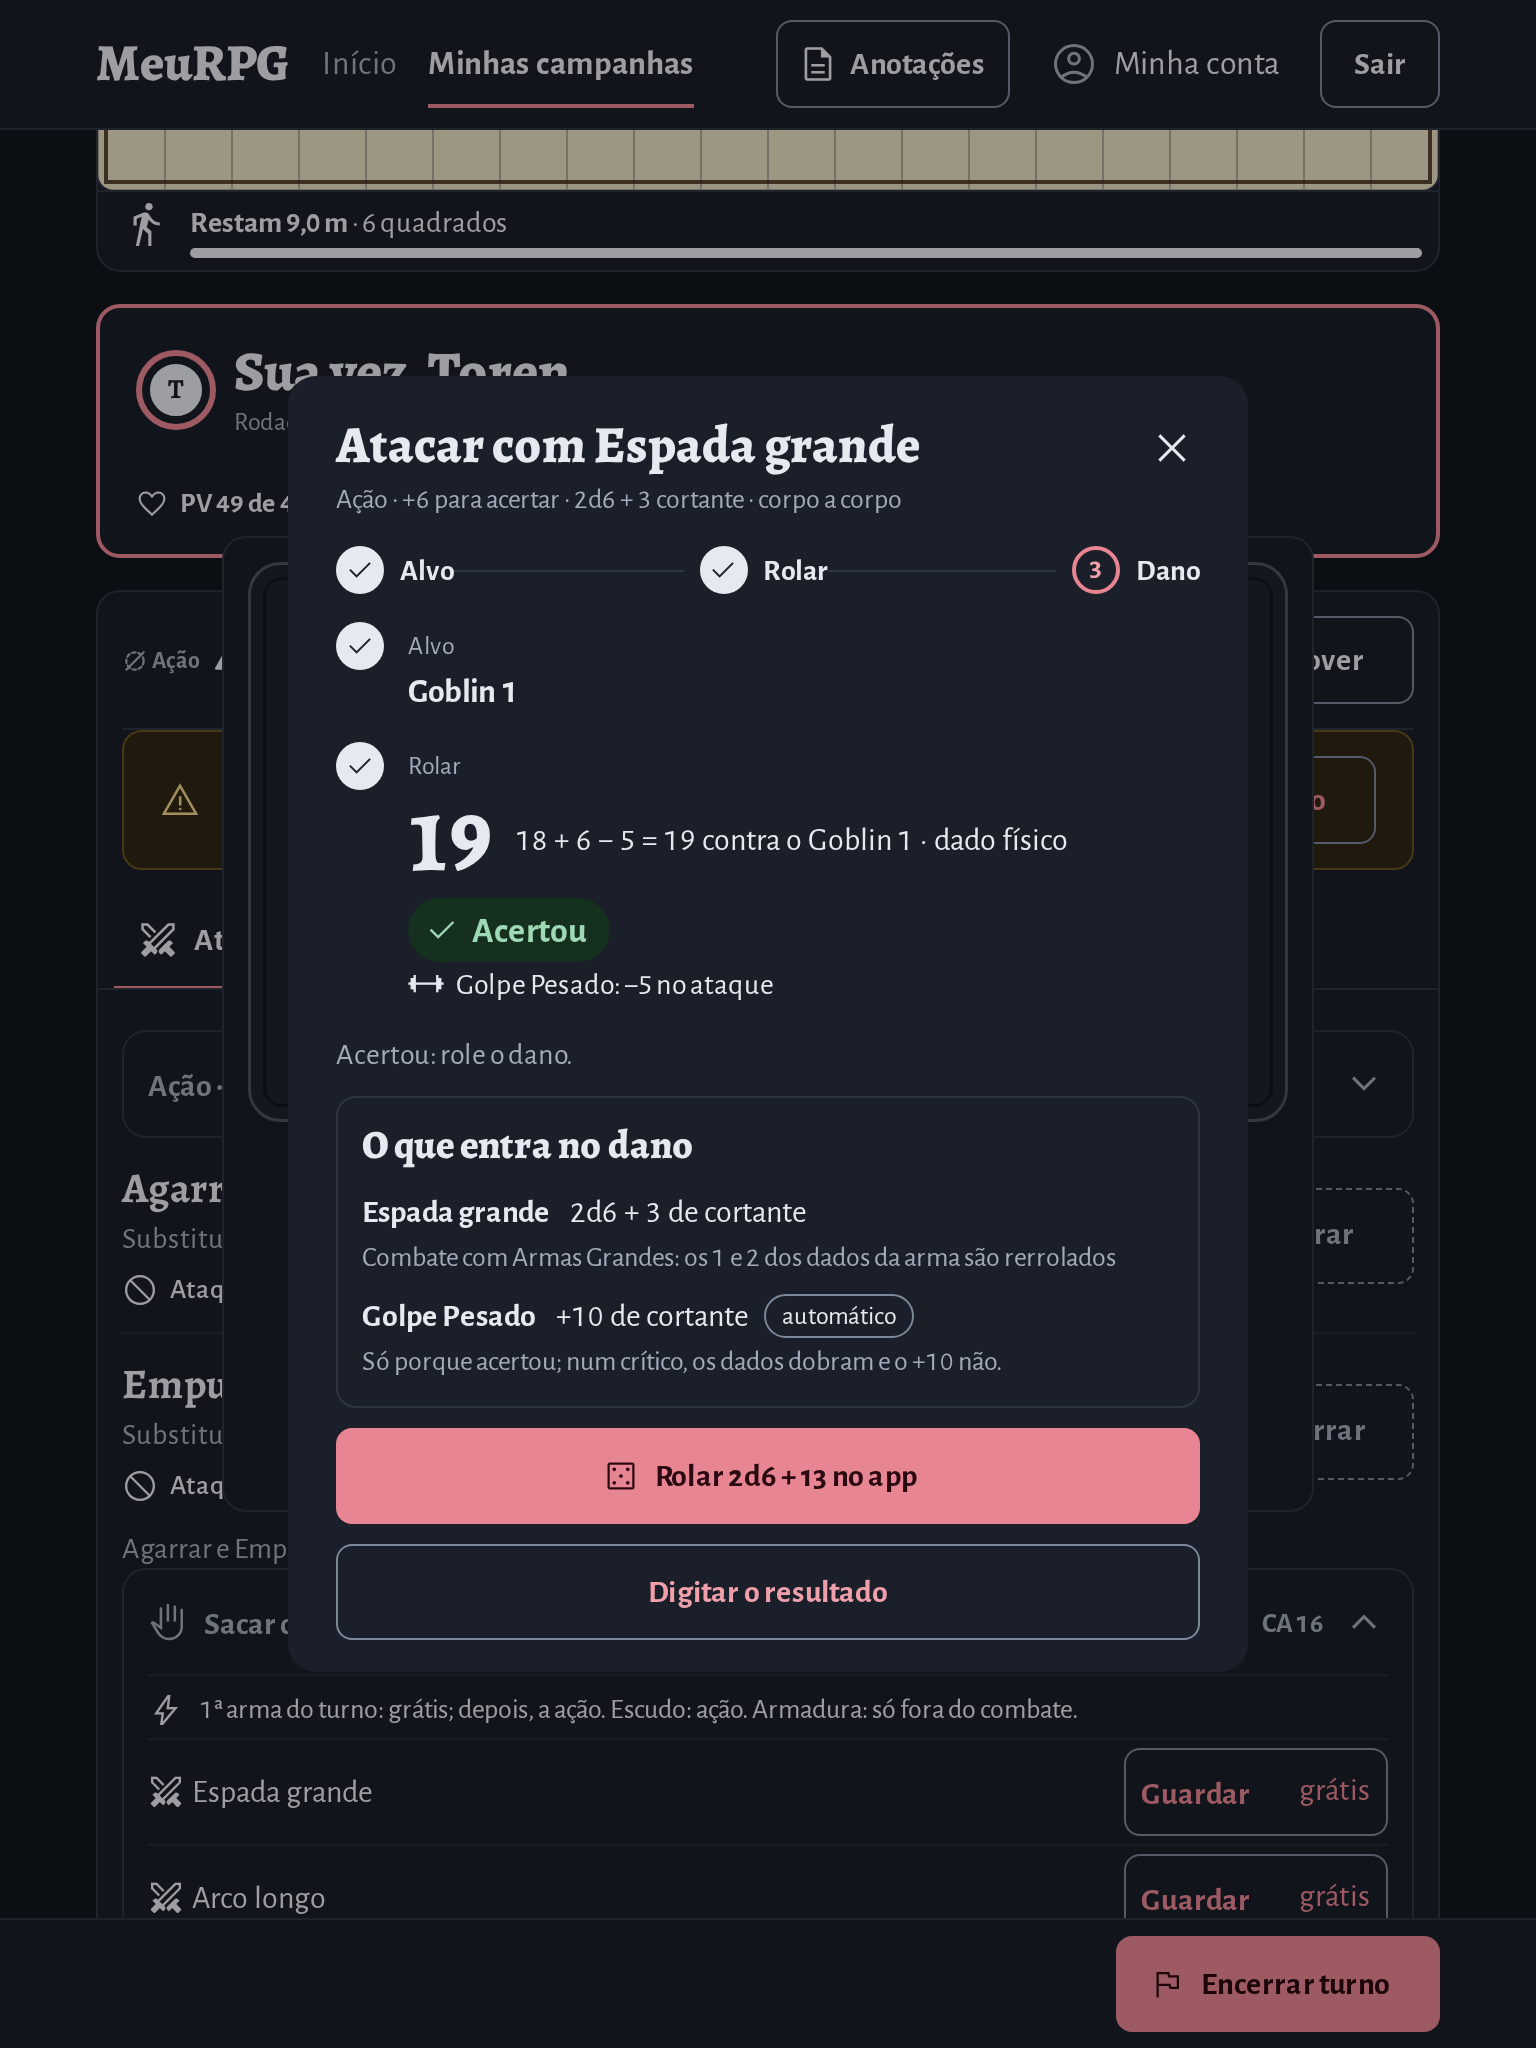 MeuRPG Início Minhas campanhas Anotações Minha conta Sair
Restam 9,0 m · 6 quadrados
T
Sua vez, Toren
PV 49 de
Atacar com Espada grande
Ação · +6 para acertar · 2d6 + 3 cortante · corpo a corpo
Alvo Rolar 3 Dano
Alvo
Goblin 1
Rolar
19 18 + 6 − 5 = 19 contra o Goblin 1 · dado físico
Acertou
Golpe Pesado: −5 no ataque
Acertou: role o dano.
O que entra no dano
Espada grande 2d6 + 3 de cortante
Combate com Armas Grandes: os 1 e 2 dos dados da arma são rerrolados
Golpe Pesado +10 de cortante automático
Só porque acertou; num crítico, os dados dobram e o +10 não.
Rolar 2d6 + 13 no app
Digitar o resultado
Ação
Ação ·
Agarrar e Emp
Sacar CA 16
1ª arma do turno: grátis; depois, a ação. Escudo: ação. Armadura: só fora do combate.
Espada grande Guardar grátis
Arco longo Guardar grátis
Encerrar turno